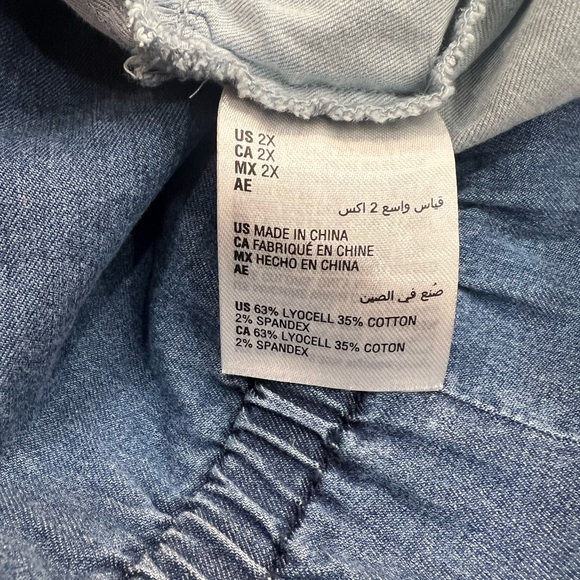 US 2X
CA 2X
MX 2X
AE
قياس واسع 2 اكس
US MADE IN CHINA
CA FABRIQUÉ EN CHINE
MX HECHO EN CHINA
AE
صُنع في الصين
US 63% LYOCELL 35% COTTON
2% SPANDEX
CA 63% LYOCELL 35% COTON
2% SPANDEX